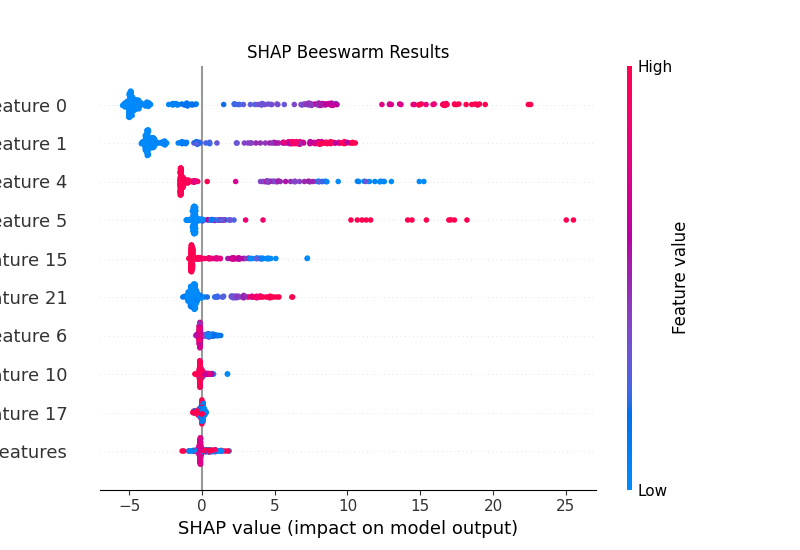 SHAP Beeswarm Results
High
eature 0
eature 1
eature 4
eature 5
ature 15
ature 21
eature 6
ature 10
ature 17
eatures
Feature value
Low
−5 0 5 10 15 20 25
SHAP value (impact on model output)